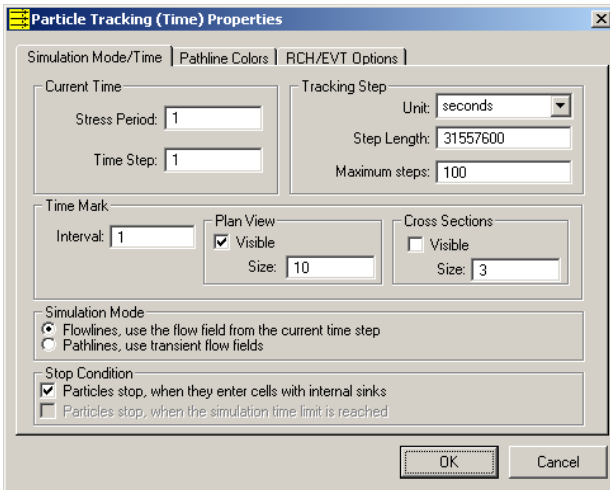 Particle Tracking (Time) Properties
Simulation Mode/Time
Pathline Colors
RCH/EVT Options
Current Time
Stress Period: 1
Time Step: 1
Tracking Step
Unit: seconds
Step Length: 31557600
Maximum steps: 100
Time Mark
Interval: 1
Plan View
Visible
Size: 10
Cross Sections
Visible
Size: 3
Simulation Mode
Flowlines, use the flow field from the current time step
Pathlines, use transient flow fields
Stop Condition
Particles stop, when they enter cells with internal sinks
Particles stop, when the simulation time limit is reached
OK
Cancel